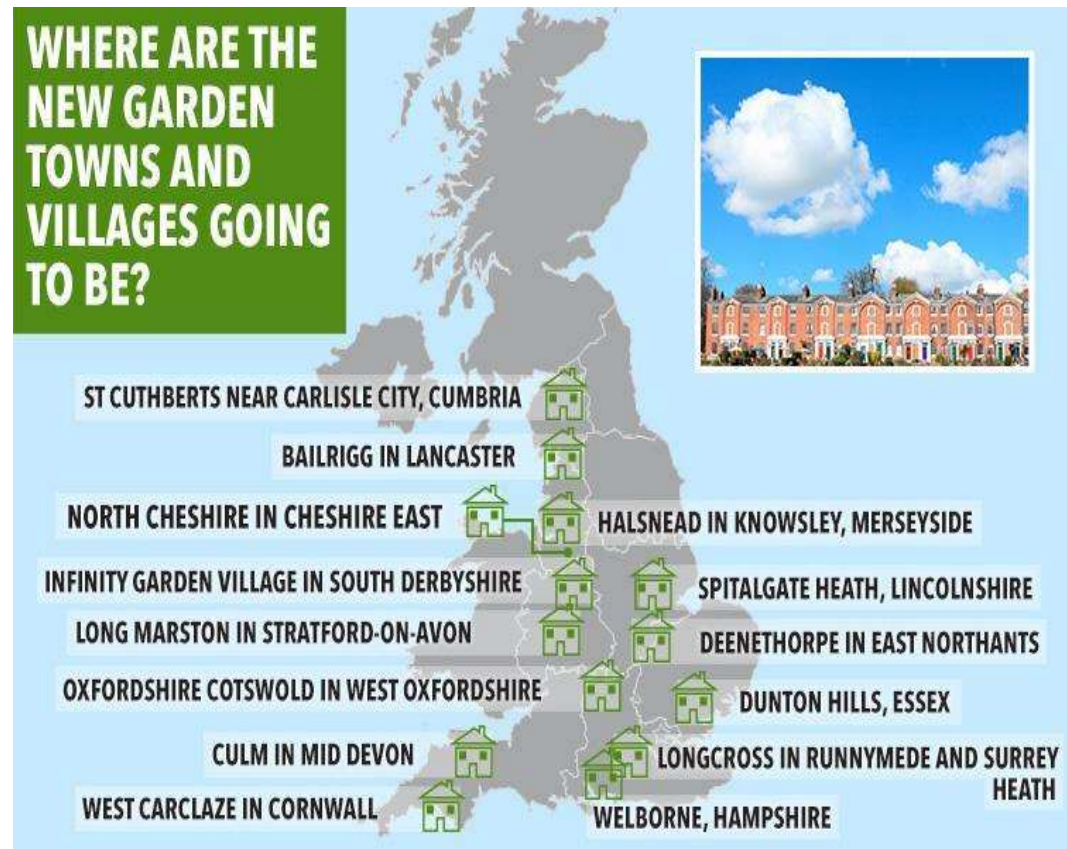 WHERE ARE THE
NEW GARDEN
TOWNS AND
VILLAGES GOING
TO BE?
ST CUTHBERTS NEAR CARLISLE CITY, CUMBRIA
BAILRIGG IN LANCASTER
NORTH CHESHIRE IN CHESHIRE EAST
HALSNEAD IN KNOWSLEY, MERSEYSIDE
INFINITY GARDEN VILLAGE IN SOUTH DERBYSHIRE
SPITALGATE HEATH, LINCOLNSHIRE
LONG MARSTON IN STRATFORD-ON-AVON
DEENETHORPE IN EAST NORTHANTS
OXFORDSHIRE COTSWOLD IN WEST OXFORDSHIRE
DUNTON HILLS, ESSEX
CULM IN MID DEVON
LONGCROSS IN RUNNYMEDE AND SURREY
HEATH
WEST CARCLAZE IN CORNWALL
WELBORNE, HAMPSHIRE